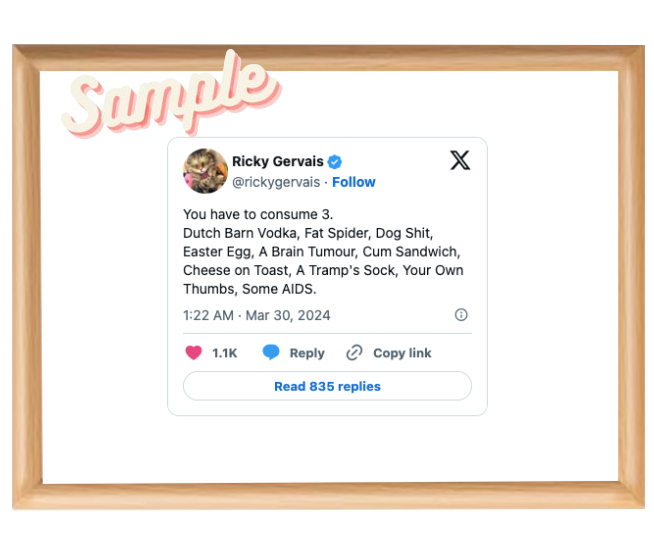 Sample
Ricky Gervais
@rickygervais · Follow
You have to consume 3.
Dutch Barn Vodka, Fat Spider, Dog Shit,
Easter Egg, A Brain Tumour, Cum Sandwich,
Cheese on Toast, A Tramp's Sock, Your Own
Thumbs, Some AIDS.
1:22 AM · Mar 30, 2024
1.1K Reply Copy link
Read 835 replies